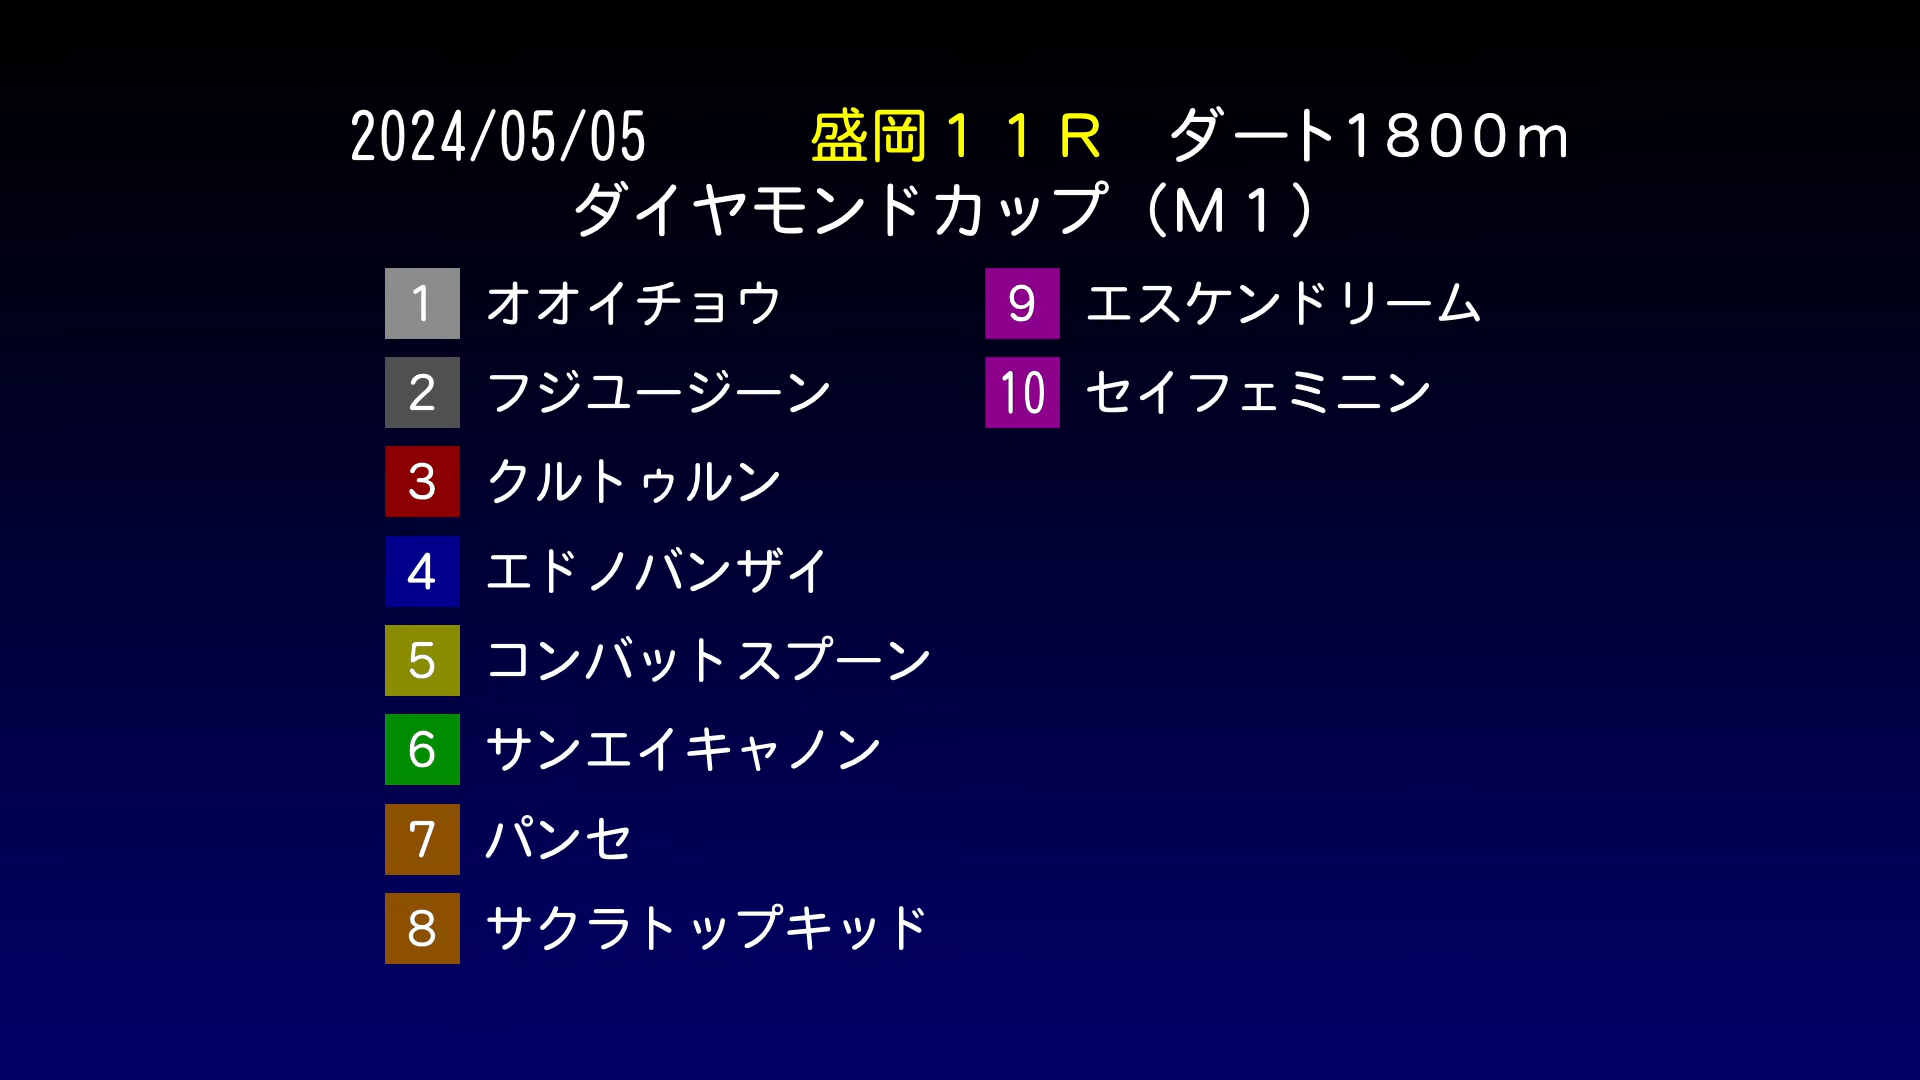 2024/05/05 盛岡１１Ｒ ダート1800m
ダイヤモンドカップ（Ｍ１）
1 オオイチョウ
2 フジユージーン
3 クルトゥルン
4 エドノバンザイ
5 コンバットスプーン
6 サンエイキャノン
7 パンセ
8 サクラトップキッド
9 エスケンドリーム
10 セイフェミニン